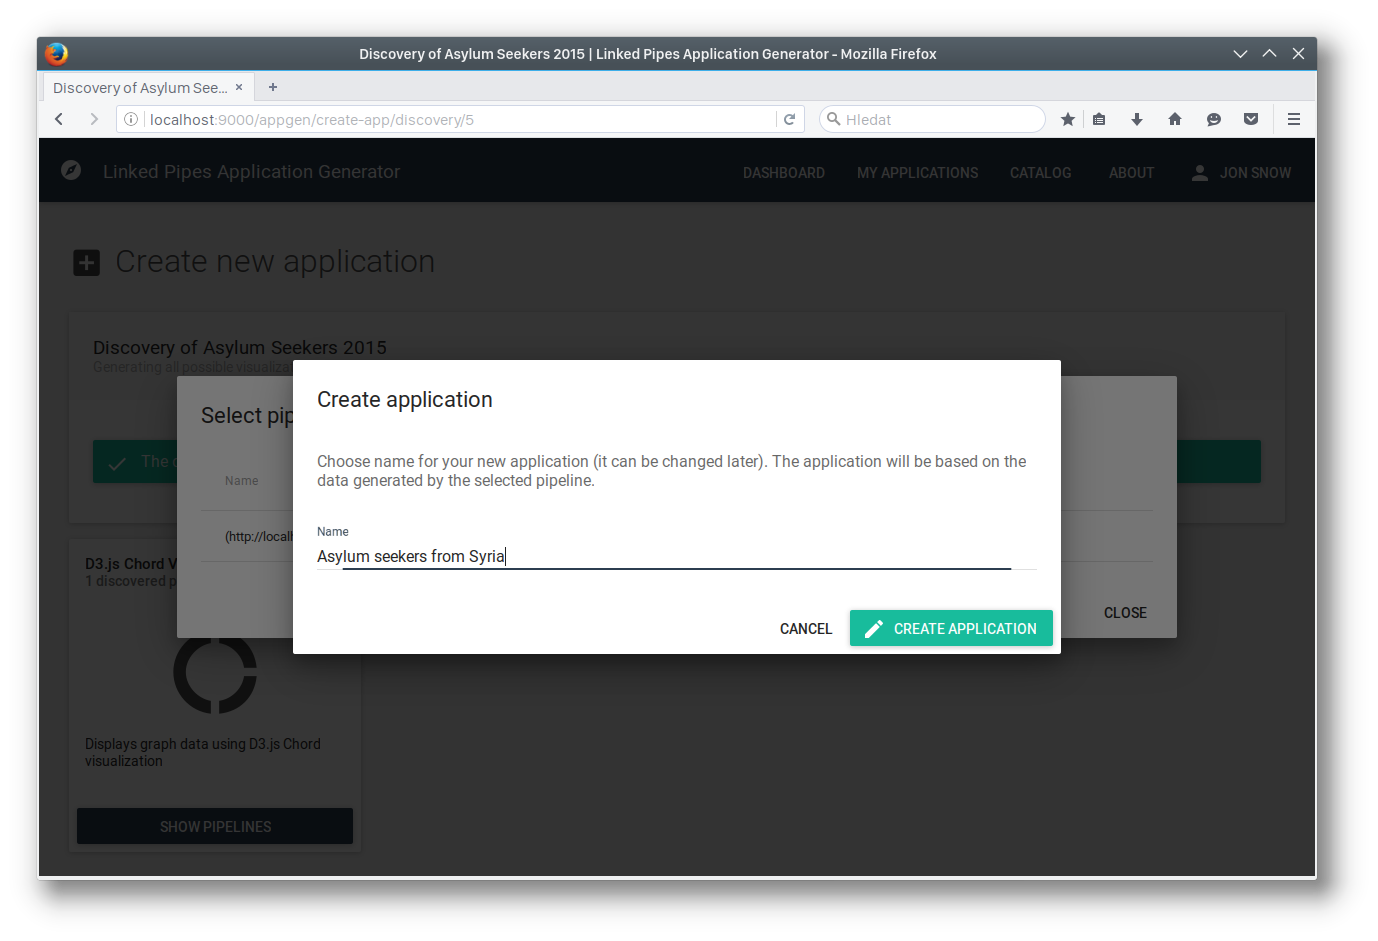 Discovery of Asylum Seekers 2015 | Linked Pipes Application Generator - Mozilla Firefox
Discovery of Asylum See... × +
localhost:9000/appgen/create-app/discovery/5
Hledat
Linked Pipes Application Generator
DASHBOARD MY APPLICATIONS CATALOG ABOUT JON SNOW
Create new application
Discovery of Asylum Seekers 2015
Generating all possible
Select
The
Name
(http://local
D3.js Chord
1 discovered
CLOSE
Create application
Choose name for your new application (it can be changed later). The application will be based on the
data generated by the selected pipeline.
Name
Asylum seekers from Syria
CANCEL CREATE APPLICATION
Displays graph data using D3.js Chord
visualization
SHOW PIPELINES